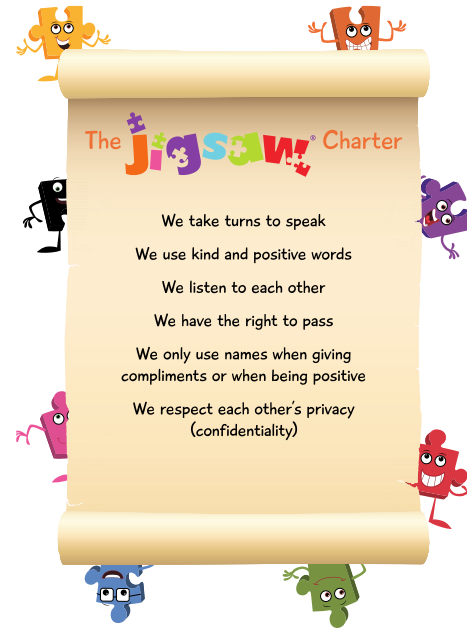 The Jigsaw® Charter
We take turns to speak
We use kind and positive words
We listen to each other
We have the right to pass
We only use names when giving
compliments or when being positive
We respect each other's privacy
(confidentiality)